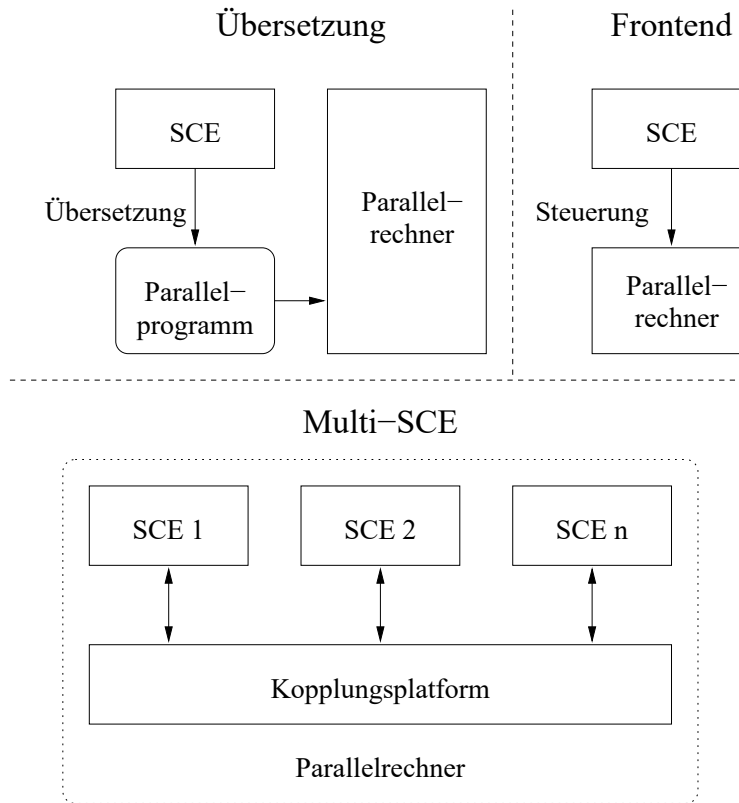 Übersetzung
SCE
Übersetzung
Parallel−
programm
Parallel−
rechner
Frontend
SCE
Steuerung
Parallel−
rechner
Multi−SCE
SCE 1
SCE 2
SCE n
Kopplungsplatform
Parallelrechner